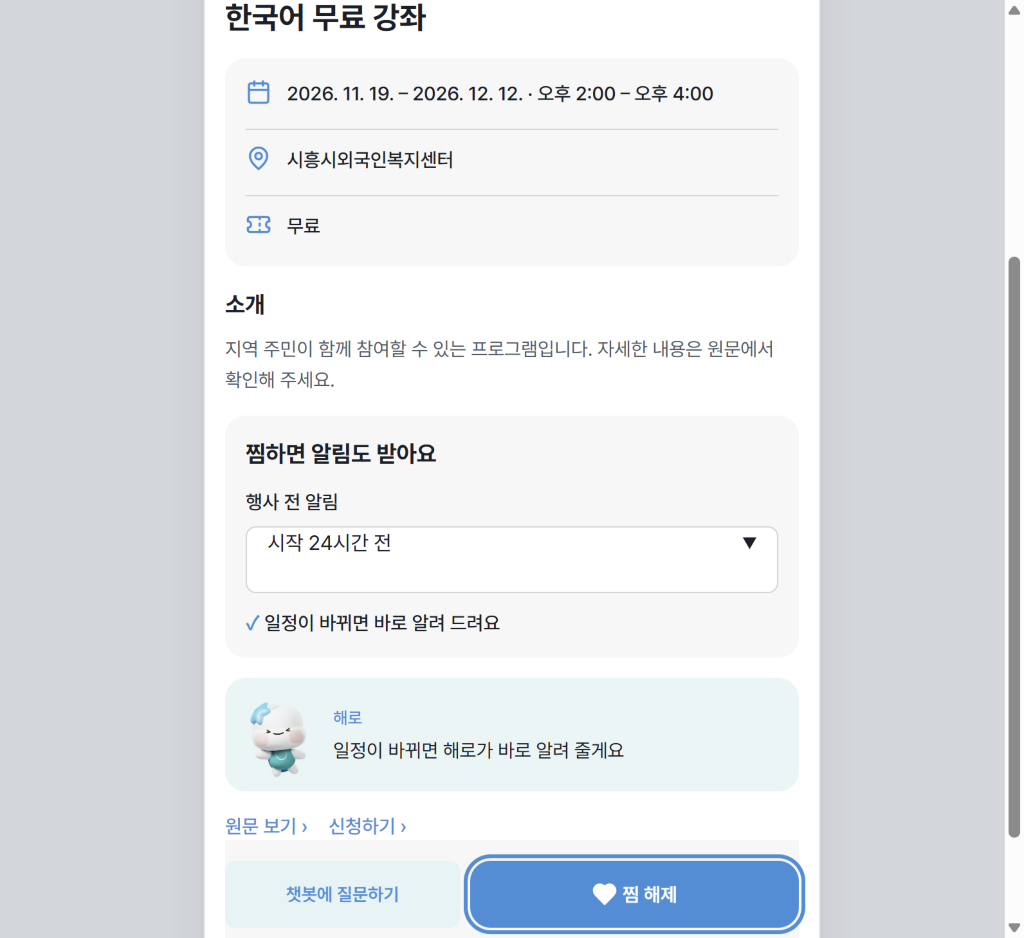 한국어 무료 강좌
2026. 11. 19. – 2026. 12. 12. · 오후 2:00 – 오후 4:00
시흥시외국인복지센터
무료
소개
지역 주민이 함께 참여할 수 있는 프로그램입니다. 자세한 내용은 원문에서
확인해 주세요.
찜하면 알림도 받아요
행사 전 알림
시작 24시간 전 ▼
✓ 일정이 바뀌면 바로 알려 드려요
해로
일정이 바뀌면 해로가 바로 알려 줄게요
원문 보기 › 신청하기 ›
챗봇에 질문하기
찜 해제